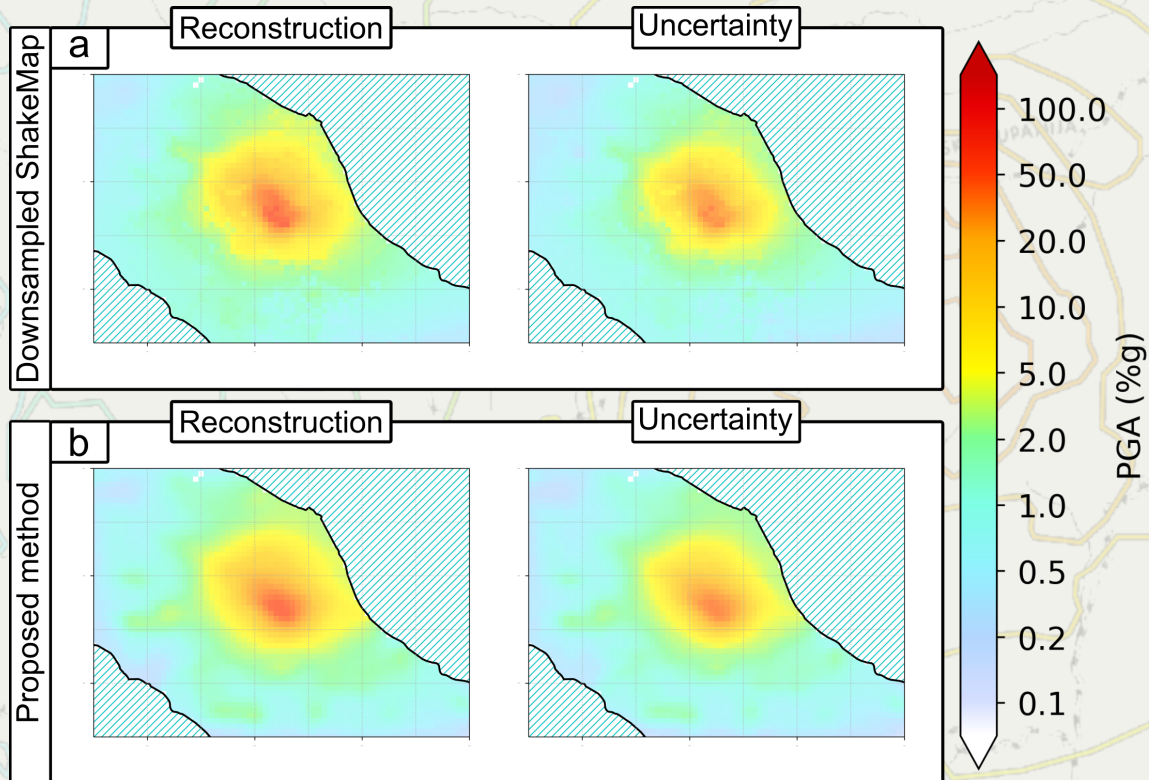 Reconstruction
Uncertainty
a
Downsampled ShakeMap
Reconstruction
Uncertainty
b
Proposed method
100.0
50.0
20.0
10.0
5.0
2.0
1.0
0.5
0.2
0.1
PGA (%g)